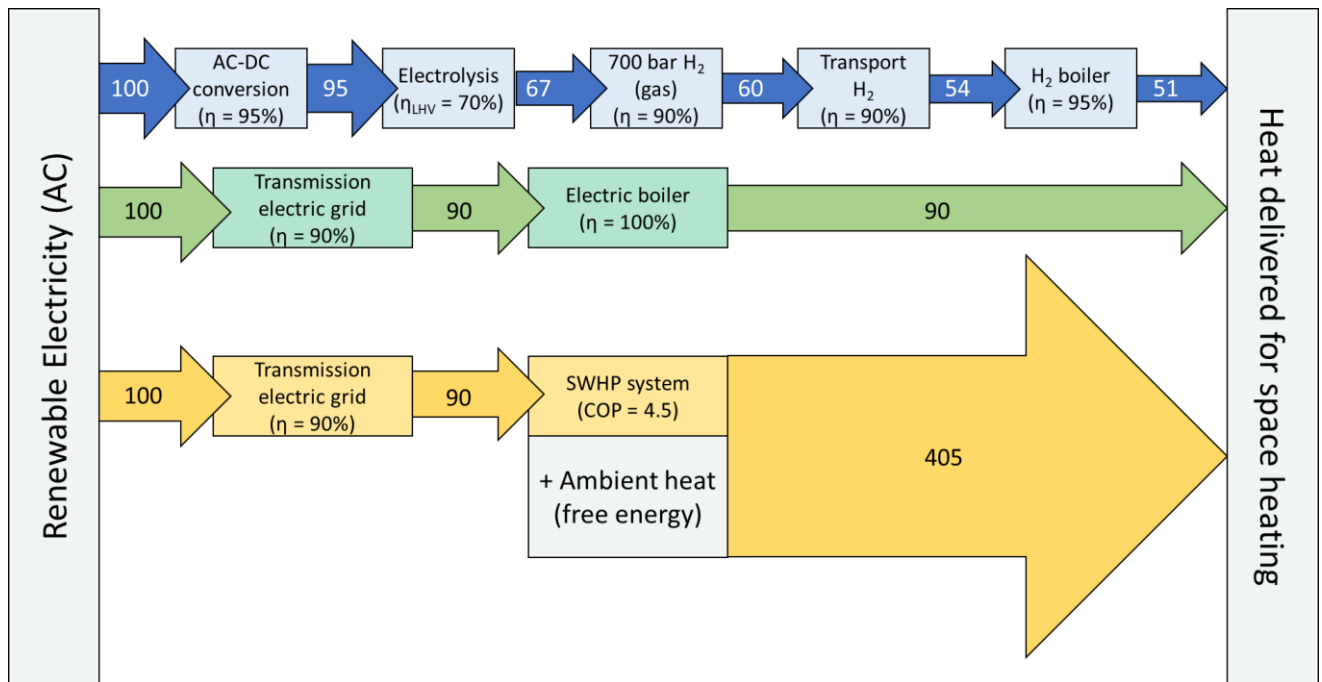 Renewable Electricity (AC)
100
AC-DC
conversion
(η = 95%)
95
Electrolysis
(ηLHV = 70%)
67
700 bar H₂
(gas)
(η = 90%)
60
Transport
H₂
(η = 90%)
54
H₂ boiler
(η = 95%)
51
100
Transmission
electric grid
(η = 90%)
90
Electric boiler
(η = 100%)
90
100
Transmission
electric grid
(η = 90%)
90
SWHP system
(COP = 4.5)
+ Ambient heat
(free energy)
405
Heat delivered for space heating